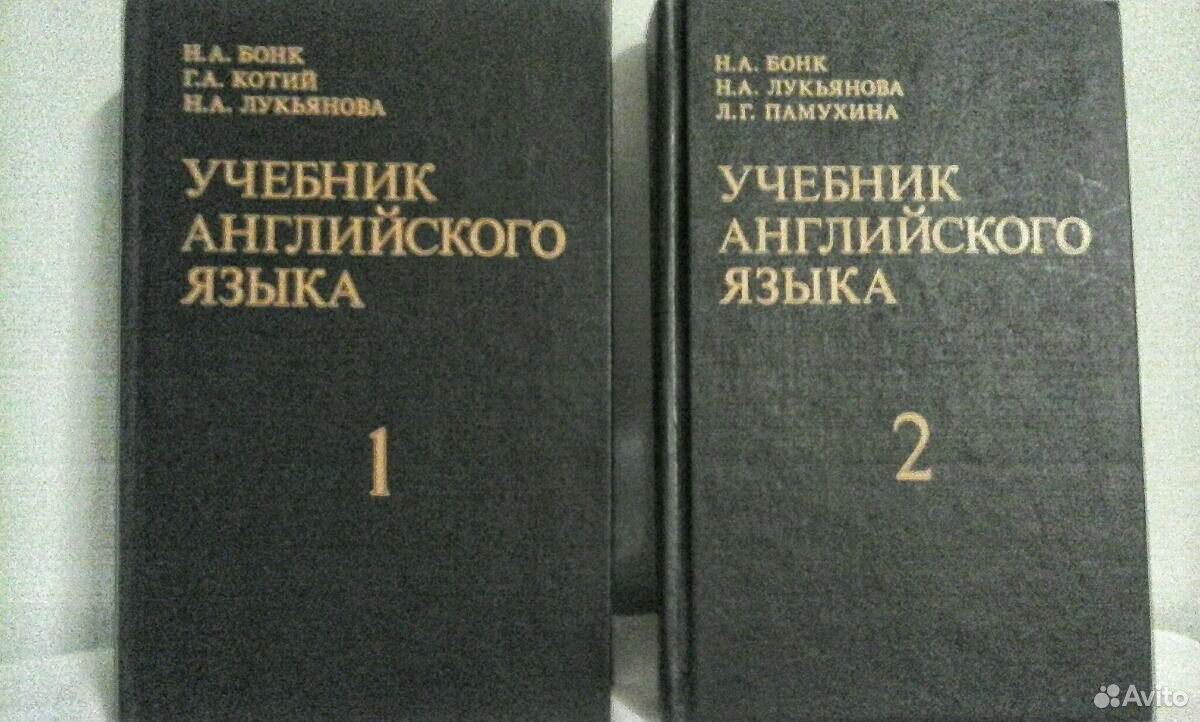 Н.А. БОНК
Г.А. КОТИЙ
Н.А. ЛУКЬЯНОВА
УЧЕБНИК
АНГЛИЙСКОГО
ЯЗЫКА
1
Н.А. БОНК
Н.А. ЛУКЬЯНОВА
Л.Г. ПАМУХИНА
УЧЕБНИК
АНГЛИЙСКОГО
ЯЗЫКА
2
Avito